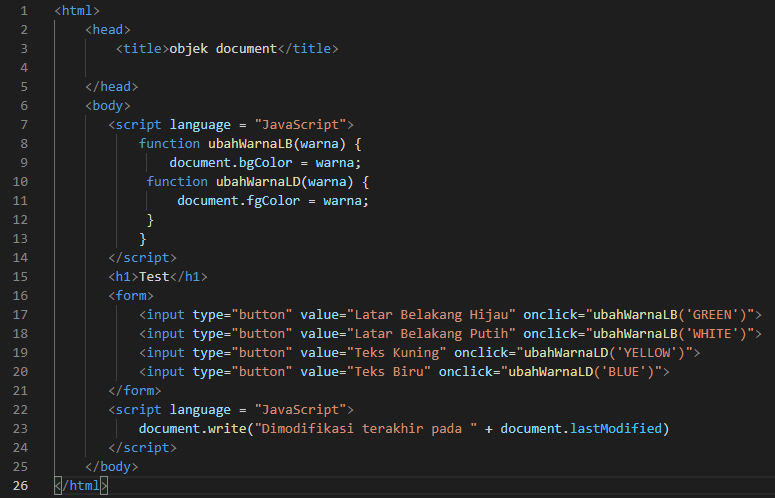 1 <html>
2     <head>
3         <title>objek document</title>
4
5     </head>
6     <body>
7        <script language = "JavaScript">
8            function ubahWarnaLB(warna) {
9                document.bgColor = warna;
10            function ubahWarnaLD(warna) {
11                document.fgColor = warna;
12            }
13            }
14        </script>
15        <h1>Test</h1>
16        <form>
17            <input type="button" value="Latar Belakang Hijau" onclick="ubahWarnaLB('GREEN')">
18            <input type="button" value="Latar Belakang Putih" onclick="ubahWarnaLB('WHITE')">
19            <input type="button" value="Teks Kuning" onclick="ubahWarnaLD('YELLOW')">
20            <input type="button" value="Teks Biru" onclick="ubahWarnaLD('BLUE')">
21        </form>
22        <script language = "JavaScript">
23            document.write("Dimodifikasi terakhir pada " + document.lastModified)
24        </script>
25     </body>
26 </html>